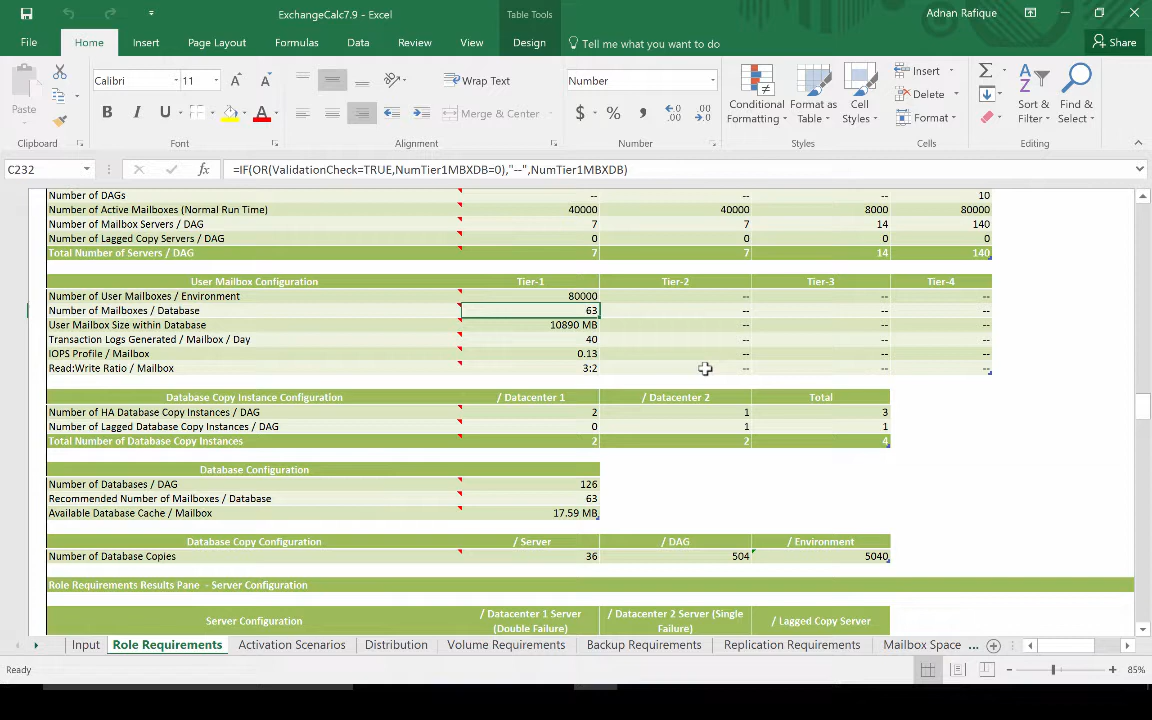 ExchangeCalc7.9 - Excel
Table Tools
Adnan Rafique
File Home Insert Page Layout Formulas Data Review View Design Tell me what you want to do Share
Paste
Calibri 11
B I U
A
Wrap Text
Merge & Center
Number
$ % ,
Conditional Formatting
Format as Table
Cell Styles
Insert
Delete
Format
Sort & Filter
Find & Select
Clipboard Font Alignment Number Styles Cells Editing
C232 fx =IF(OR(ValidationCheck=TRUE,NumTier1MBXDB=0),"--",NumTier1MBXDB)
Number of DAGs -- -- -- 10
Number of Active Mailboxes (Normal Run Time) 40000 40000 8000 80000
Number of Mailbox Servers / DAG 7 7 14 140
Number of Lagged Copy Servers / DAG 0 0 0 0
Total Number of Servers / DAG 7 7 14 140
User Mailbox Configuration Tier-1 Tier-2 Tier-3 Tier-4
Number of User Mailboxes / Environment 80000 -- -- --
Number of Mailboxes / Database 63 -- -- --
User Mailbox Size within Database 10890 MB -- -- --
Transaction Logs Generated / Mailbox / Day 40 -- -- --
IOPS Profile / Mailbox 0.13 -- -- --
Read:Write Ratio / Mailbox 3:2 -- -- --
Database Copy Instance Configuration / Datacenter 1 / Datacenter 2 Total
Number of HA Database Copy Instances / DAG 2 1 3
Number of Lagged Database Copy Instances / DAG 0 1 1
Total Number of Database Copy Instances 2 2 4
Database Configuration
Number of Databases / DAG 126
Recommended Number of Mailboxes / Database 63
Available Database Cache / Mailbox 17.59 MB
Database Copy Configuration / Server / DAG / Environment
Number of Database Copies 36 504 5040
Role Requirements Results Pane - Server Configuration
Server Configuration / Datacenter 1 Server (Double Failure) / Datacenter 2 Server (Single Failure) / Lagged Copy Server
Input Role Requirements Activation Scenarios Distribution Volume Requirements Backup Requirements Replication Requirements Mailbox Space ...
Ready 85%